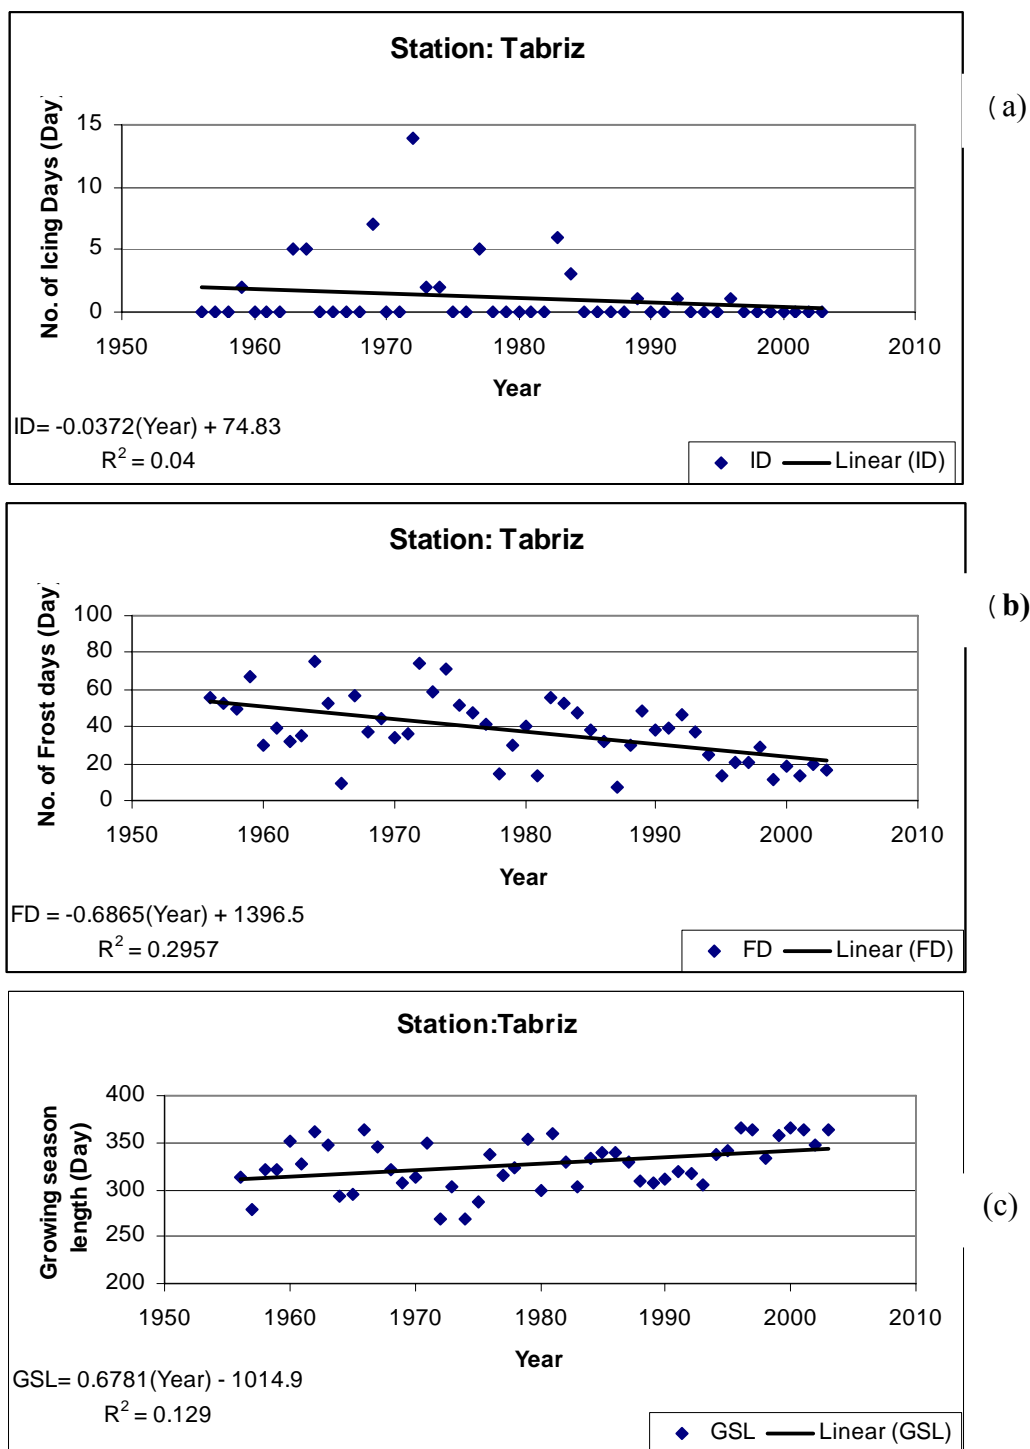 Station: Tabriz
(a)
No. of Icing Days (Day)
15
10
5
0
1950 1960 1970 1980 1990 2000 2010
Year
ID= -0.0372(Year) + 74.83
R² = 0.04
ID Linear (ID)
Station: Tabriz
(b)
No. of Frost days (Day)
100
80
60
40
20
0
1950 1960 1970 1980 1990 2000 2010
Year
FD = -0.6865(Year) + 1396.5
R² = 0.2957
FD Linear (FD)
Station:Tabriz
(c)
Growing season
length (Day)
400
350
300
250
200
1950 1960 1970 1980 1990 2000 2010
Year
GSL= 0.6781(Year) - 1014.9
R² = 0.129
GSL Linear (GSL)